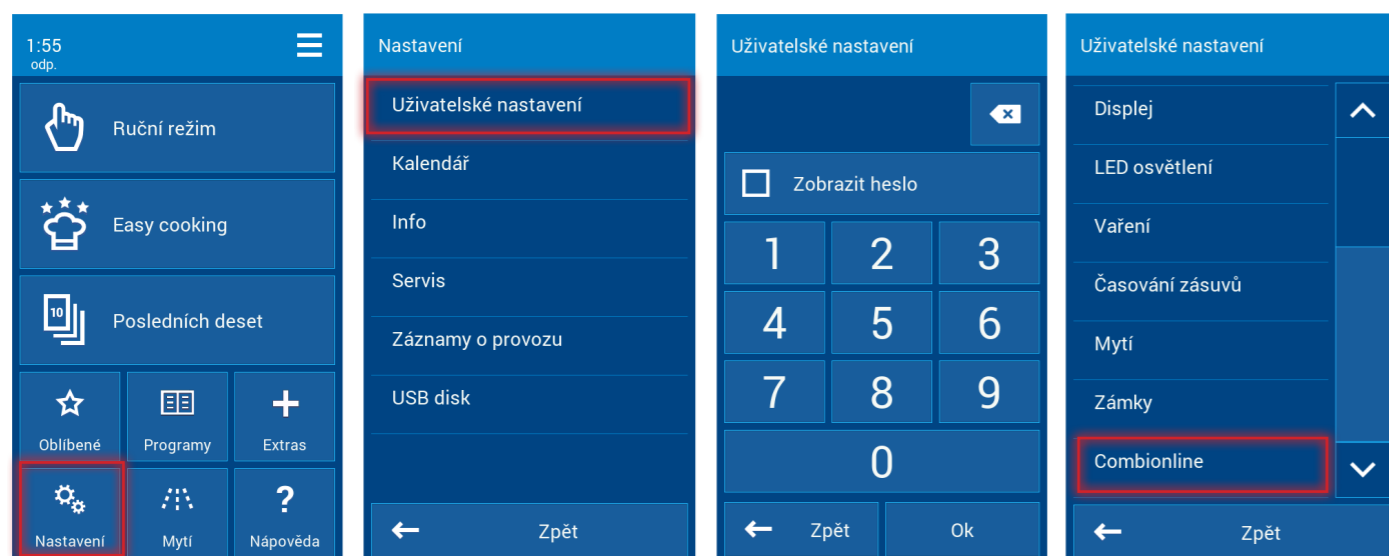 1:55
odp.
Ruční režim
Easy cooking
10
Posledních deset
Oblíbené
Programy
Extras
?
Nastavení
Mytí
Nápověda
Nastavení
Uživatelské nastavení
Kalendář
Info
Servis
Záznamy o provozu
USB disk
Zpět
Uživatelské nastavení
Zobrazit heslo
1 2 3
4 5 6
7 8 9
0
Zpět
Ok
Uživatelské nastavení
Displej
LED osvětlení
Vaření
Časování zásuvů
Mytí
Zámky
Combionline
Zpět